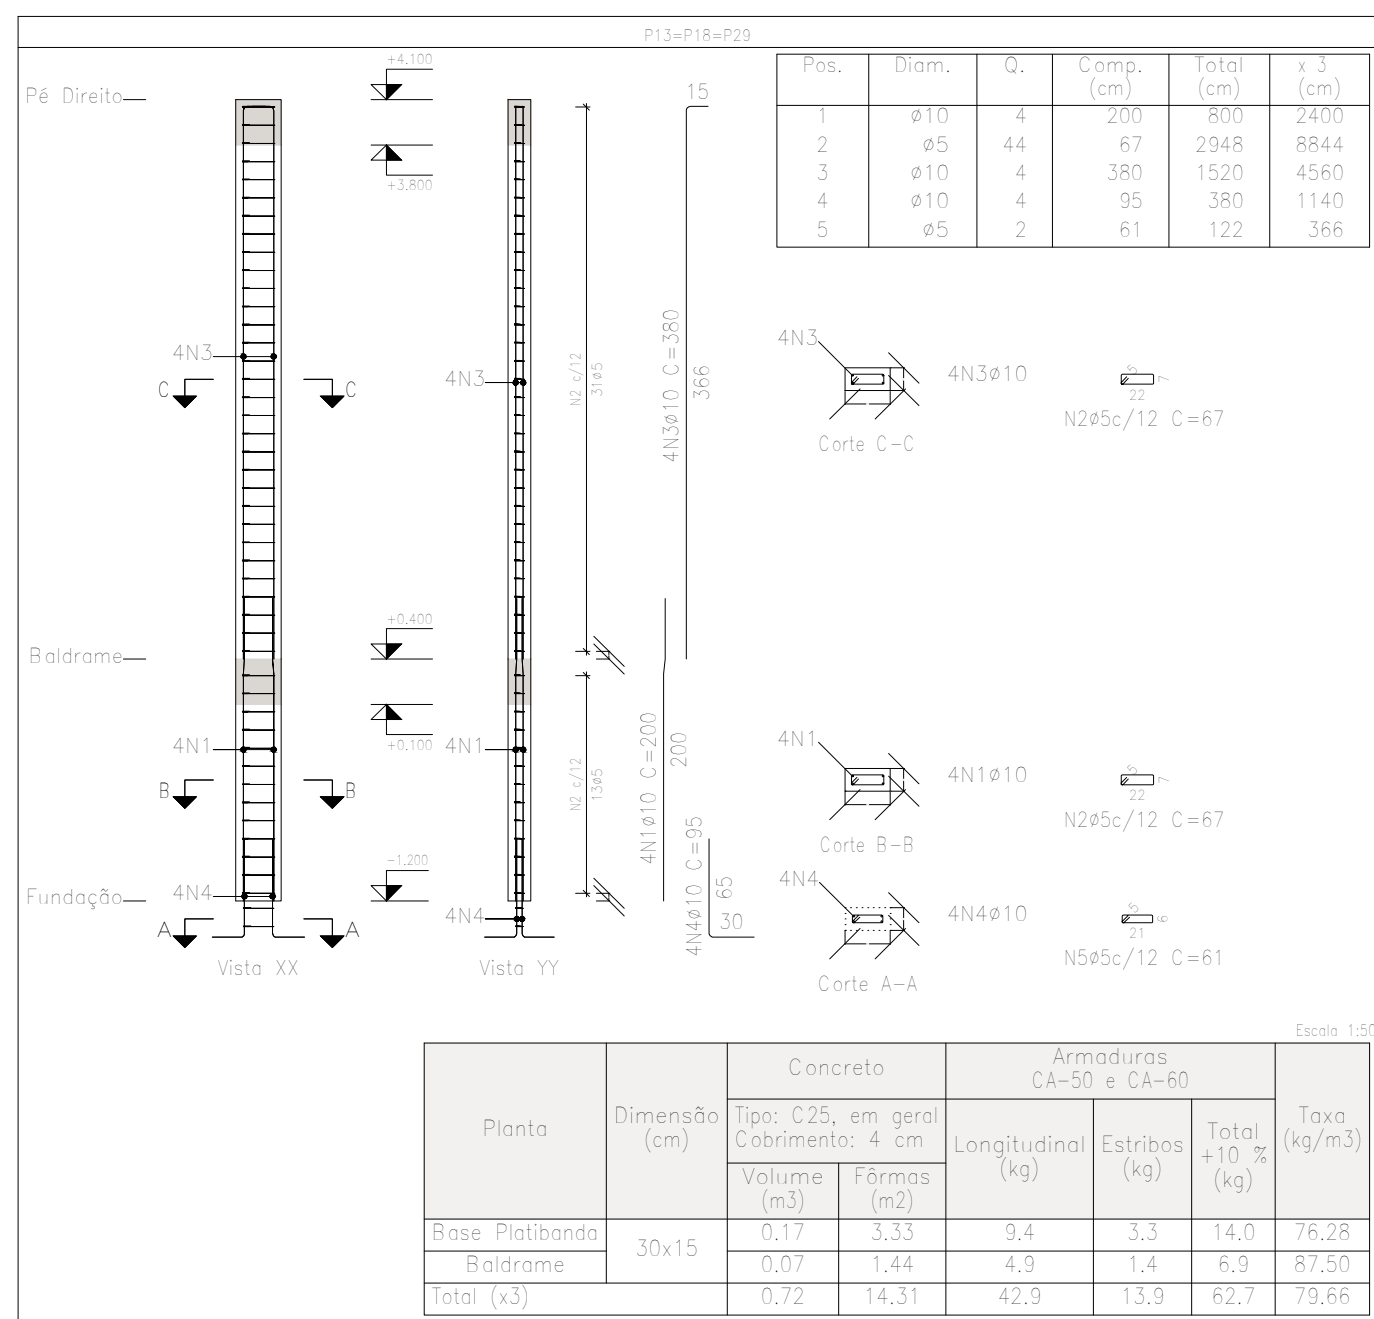 P13=P18=P29
Pos. Diam. Q. Comp. (cm) Total (cm) x 3 (cm)
1 ø10 4 200 800 2400
2 ø5 44 67 2948 8844
3 ø10 4 380 1520 4560
4 ø10 4 95 380 1140
5 ø5 2 61 122 366
Pé Direito
+4.100
+3.800
15
4N3
C C
4N3
N2 c/12
31ø5
4N3ø10 C=380
366
4N3
4N3ø10
5
7
22
N2ø5c/12 C=67
Corte C-C
Baldrame
+0.400
+0.100
4N1
B B
4N1
N2 c/12
13ø5
4N1ø10 C=200
200
4N1
4N1ø10
5
7
22
N2ø5c/12 C=67
Corte B-B
Fundação
-1.200
4N4
A A
4N4
4N4ø10 C=95
65
30
4N4
4N4ø10
5
6
21
N5ø5c/12 C=61
Corte A-A
Vista XX
Vista YY
Escala 1:50
Planta
Dimensão
(cm)
Concreto
Tipo: C25, em geral
Cobrimento: 4 cm
Volume
(m3)
Fôrmas
(m2)
Armaduras
CA-50 e CA-60
Longitudinal
(kg)
Estribos
(kg)
Total
+10 %
(kg)
Taxa
(kg/m3)
Base Platibanda 30x15 0.17 3.33 9.4 3.3 14.0 76.28
Baldrame 0.07 1.44 4.9 1.4 6.9 87.50
Total (x3) 0.72 14.31 42.9 13.9 62.7 79.66